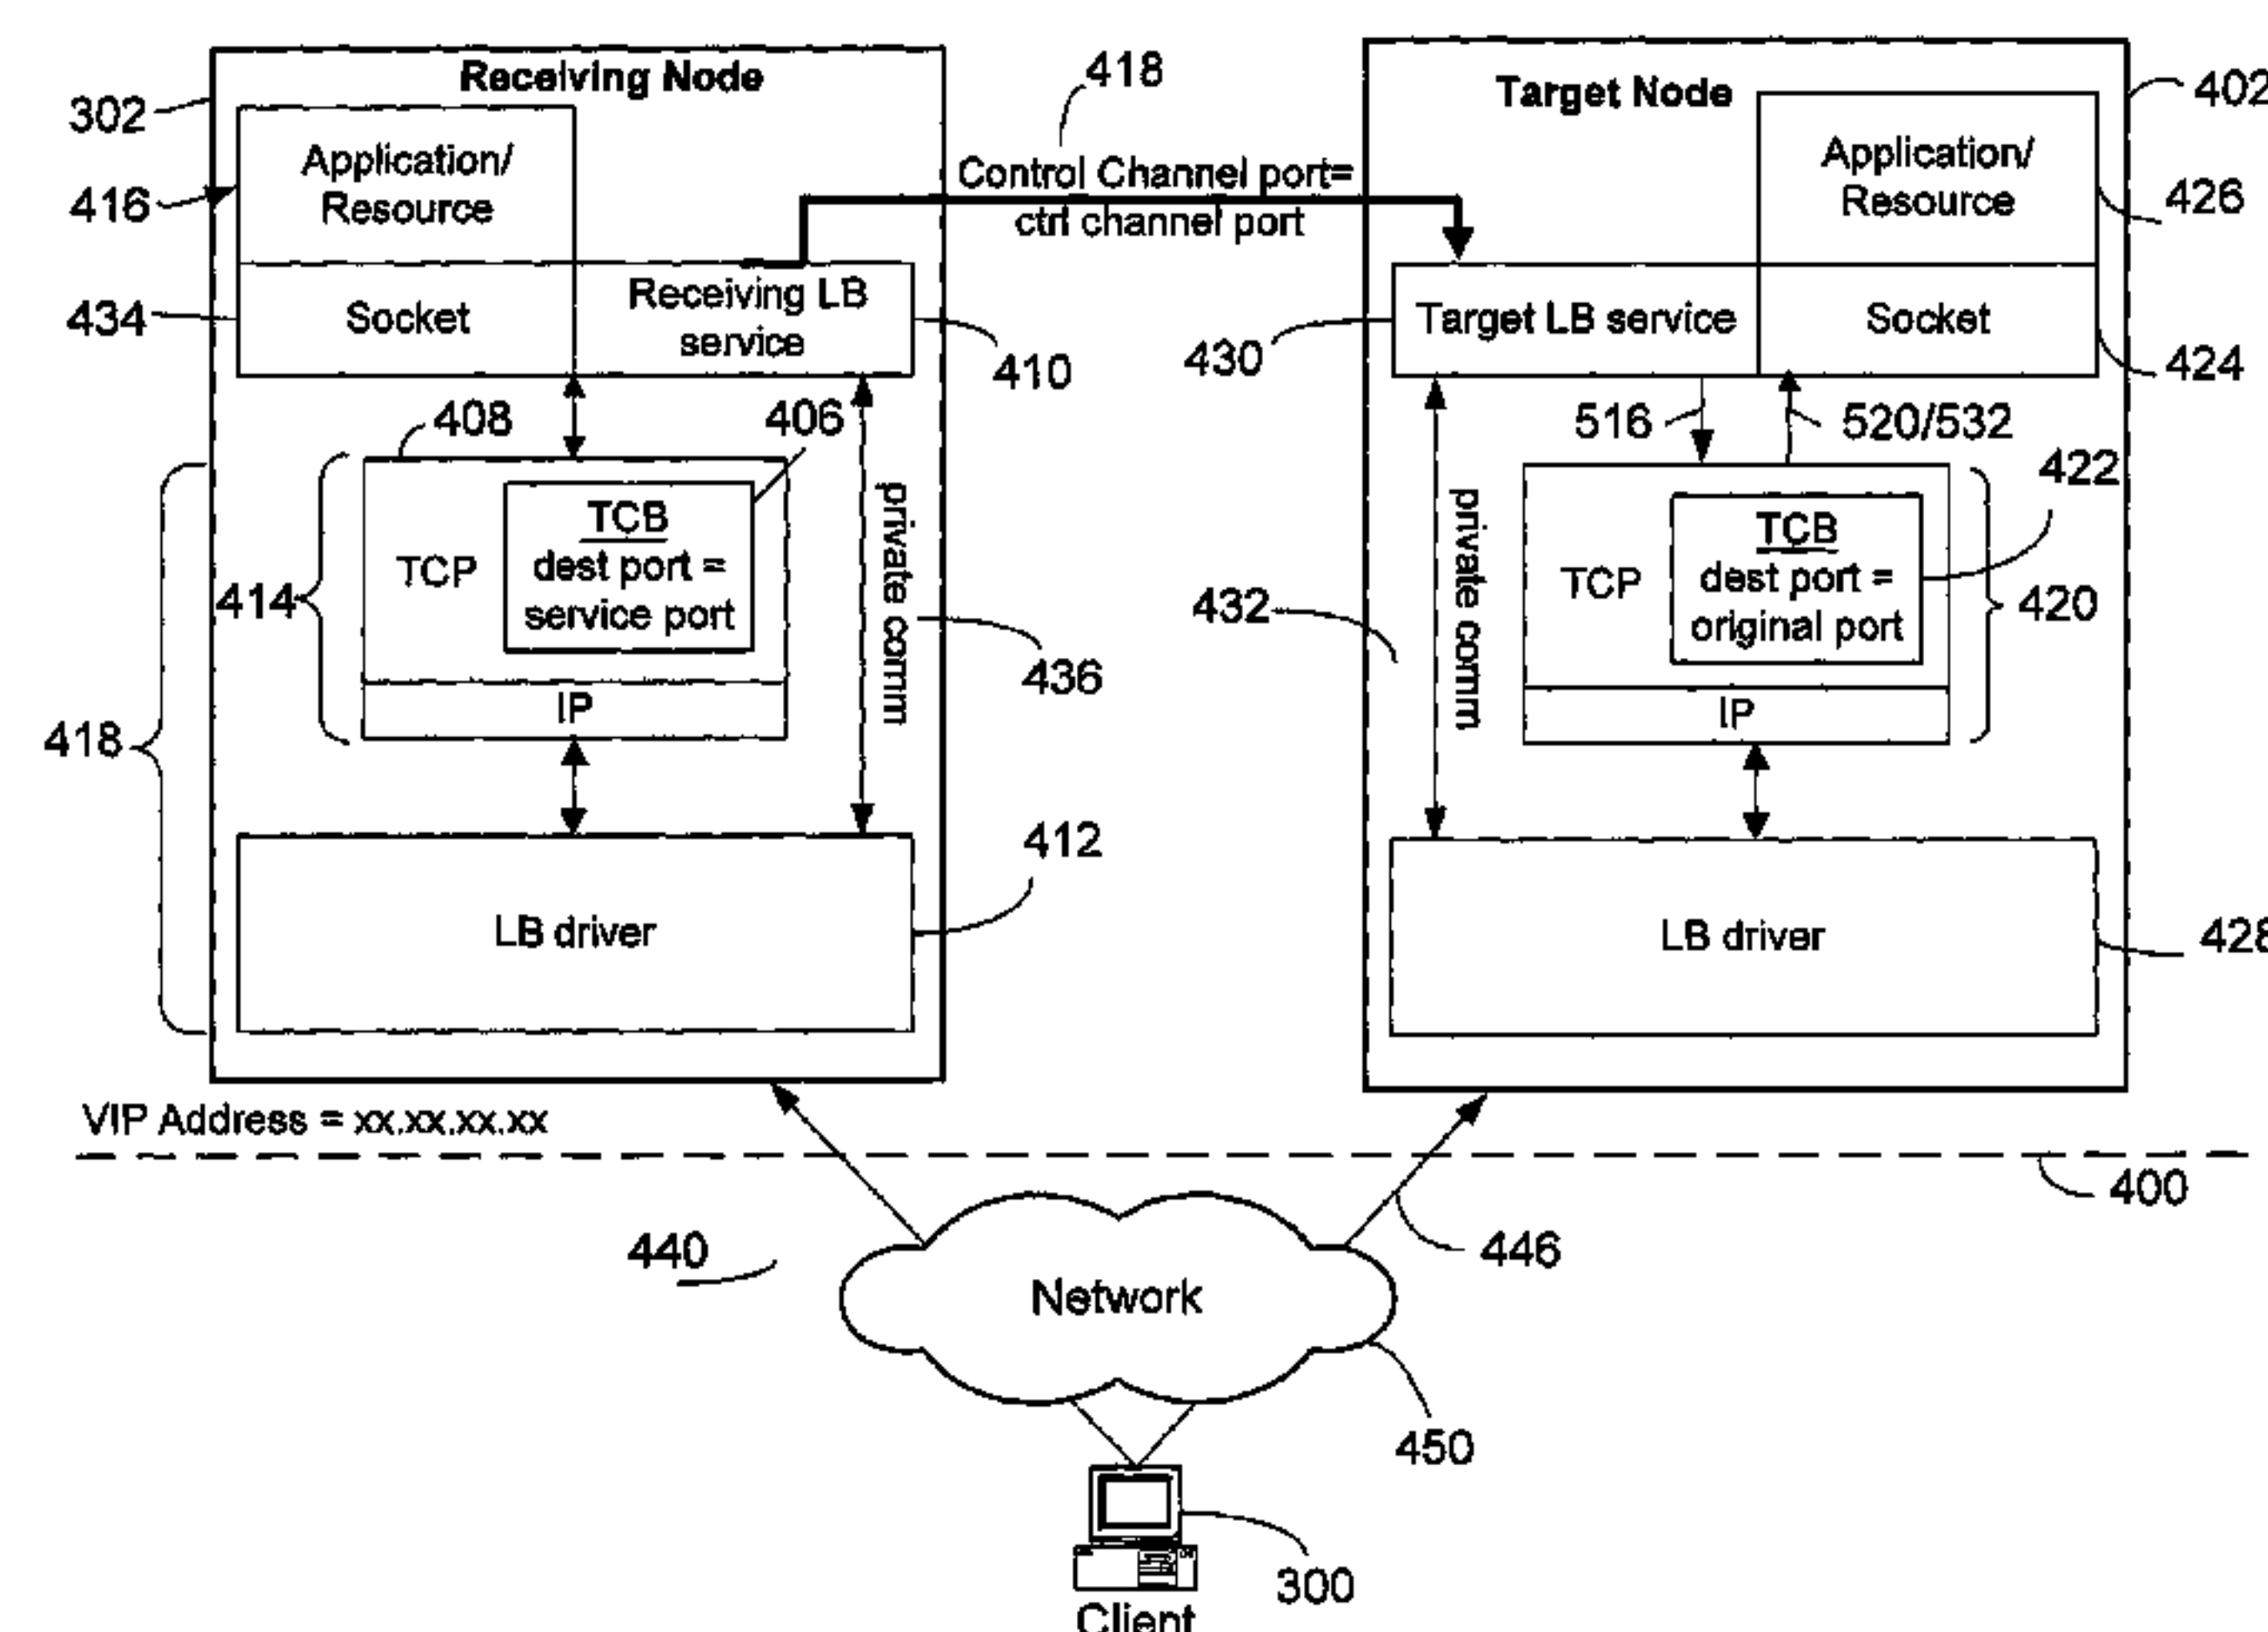 Receiving Node
302
Application/
Resource
416
434
Socket
Receiving LB
service
410
418
Control Channel port=
ctrl channel port
Target Node
402
Application/
Resource
426
430
Target LB service
Socket
424
408
406
414
418
TCP
TCB
dest port =
service port
IP
private comm
436
412
LB driver
516
520/532
422
432
private comm
TCP
TCB
dest port =
original port
420
IP
LB driver
428
VIP Address = xx.xx.xx.xx
400
440
446
Network
450
300
Client